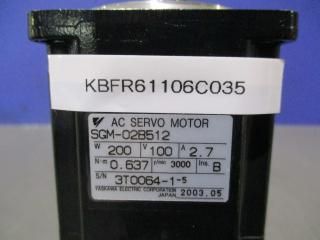 KBFR61106C035
AC SERVO MOTOR
SGM-02B512
W 200 V 100 A 2.7
N·m 0.637 r/min 3000 Ins. B
S/N 3T0064-1-5
YASKAWA ELECTRIC CORPORATION
JAPAN 2003.05